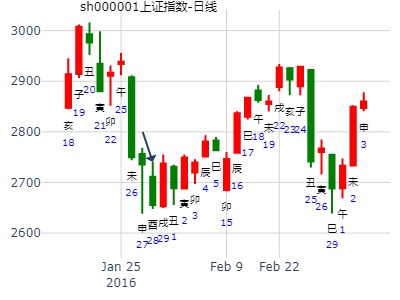 sh000001上证指数-日线
3000
2900
2800
2700
2600
亥
18
子
19
丑
20
寅
21
卯
22
午
25
未
26
申
27
酉
28
戌
29
丑
1
寅
2
卯
3
辰
4
巳
5
卯
15
辰
16
巳
17
午
18
未
19
戌
22
亥
23
子
24
丑
25
寅
26
巳
29
午
1
未
2
申
3
Jan 25
2016
Feb 9
Feb 22